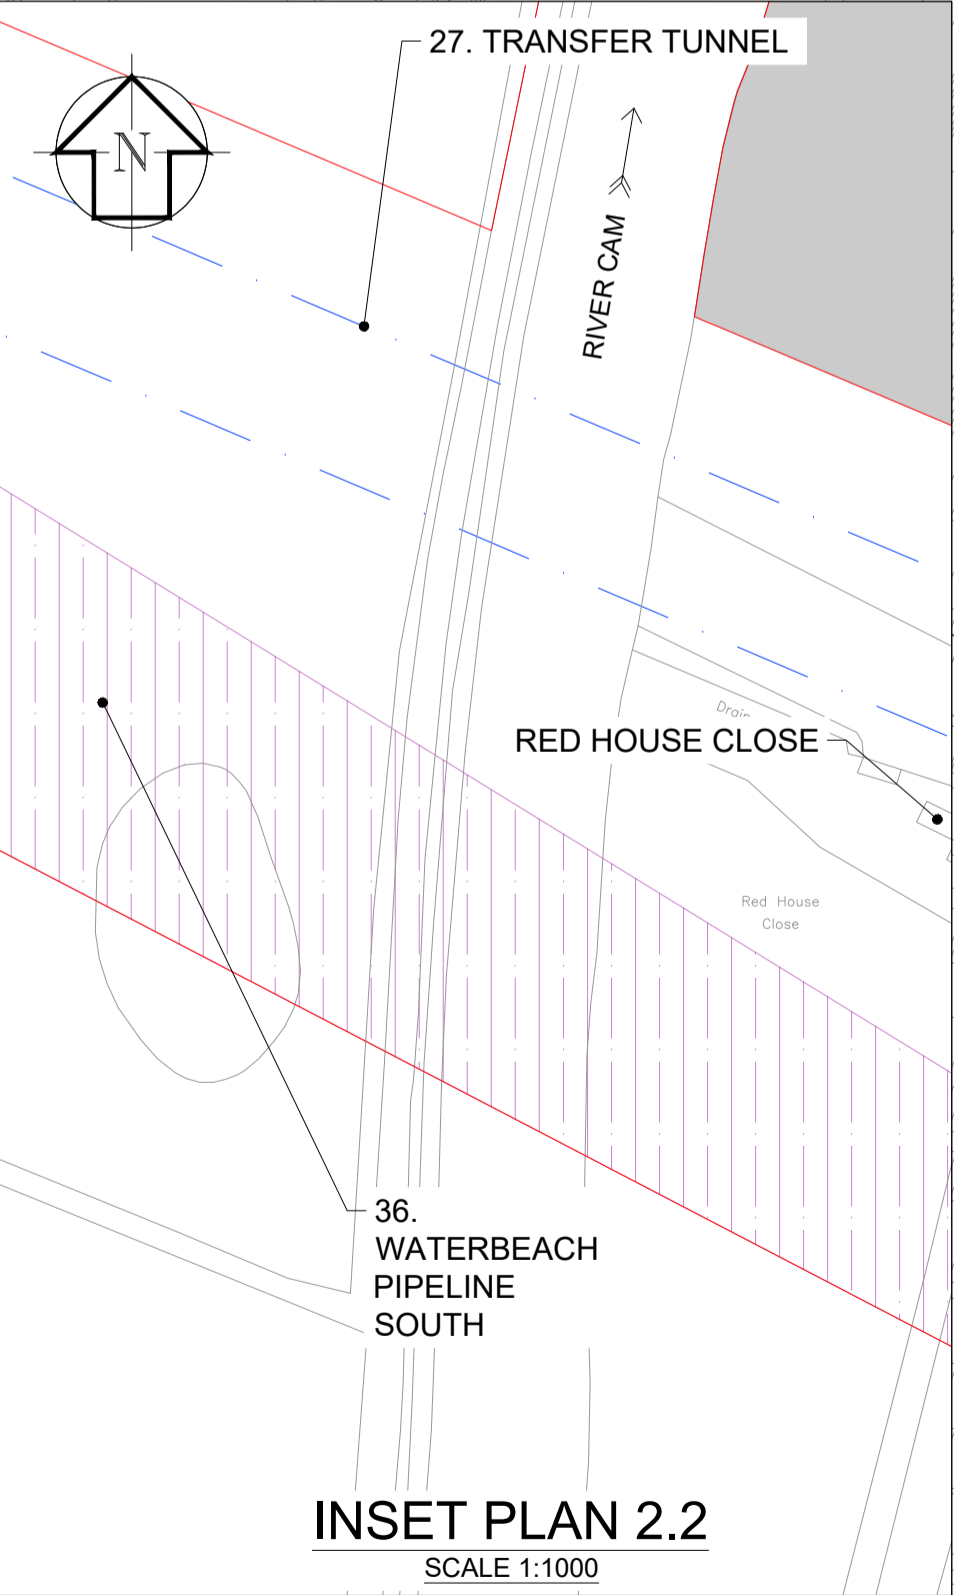 27. TRANSFER TUNNEL
N
RIVER CAM
Drain
RED HOUSE CLOSE
Red House
Close
36.
WATERBEACH
PIPELINE
SOUTH
INSET PLAN 2.2
SCALE 1:1000